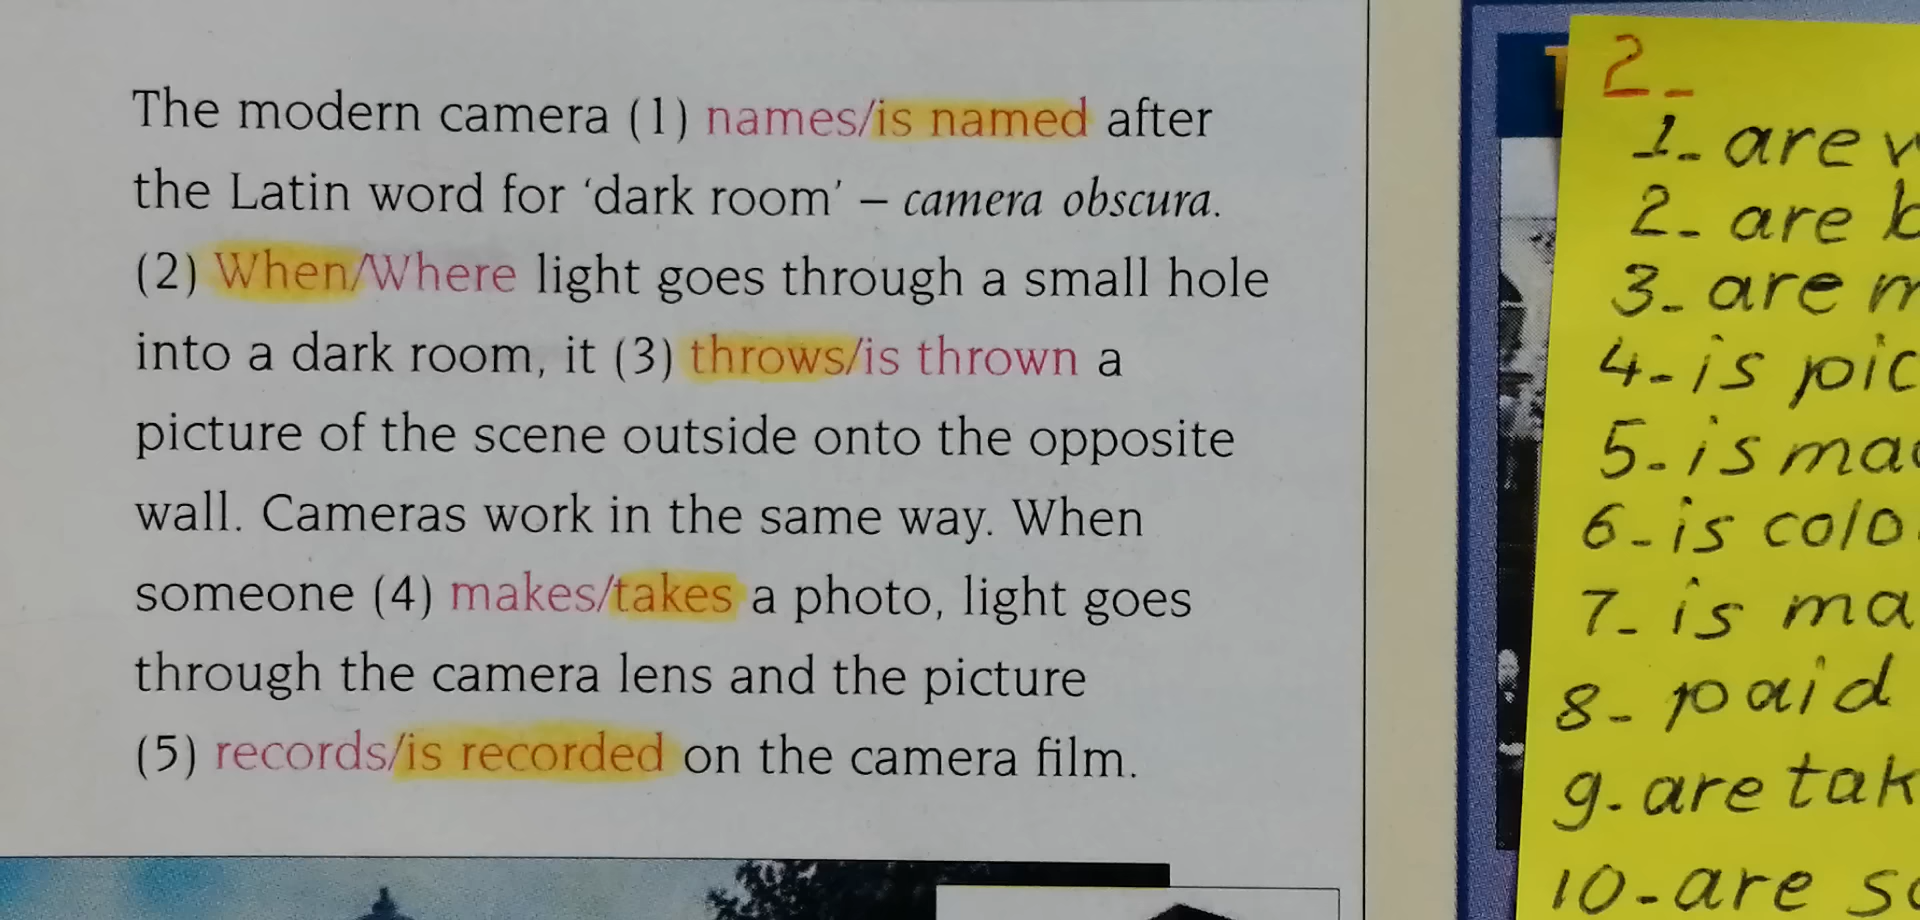 The modern camera (1) names/is named after
the Latin word for ‘dark room’ – camera obscura.
(2) When/Where light goes through a small hole
into a dark room, it (3) throws/is thrown a
picture of the scene outside onto the opposite
wall. Cameras work in the same way. When
someone (4) makes/takes a photo, light goes
through the camera lens and the picture
(5) records/is recorded on the camera film.
2-
1- are
2- are
3- are
4- is
5- is
6- is
7- is
8- paid
9- are
10- are